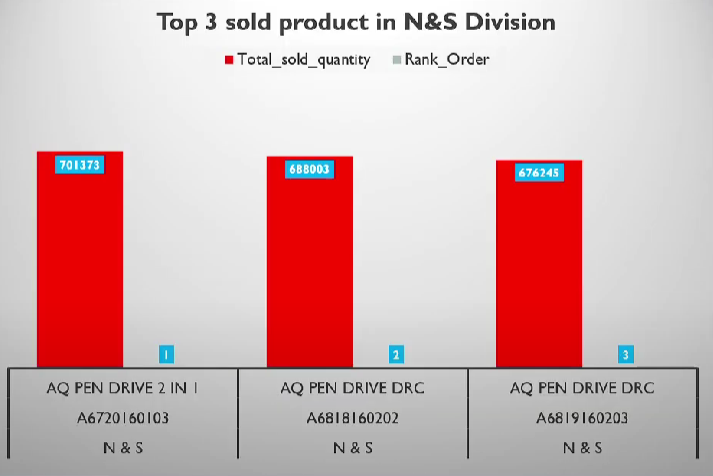 Top 3 sold product in N&S Division
Total_sold_quantity Rank_Order
701373 688003 676245
1 2 3
AQ PEN DRIVE 2 IN 1 AQ PEN DRIVE DRC AQ PEN DRIVE DRC
A6720160103 A6818160202 A6819160203
N & S N & S N & S